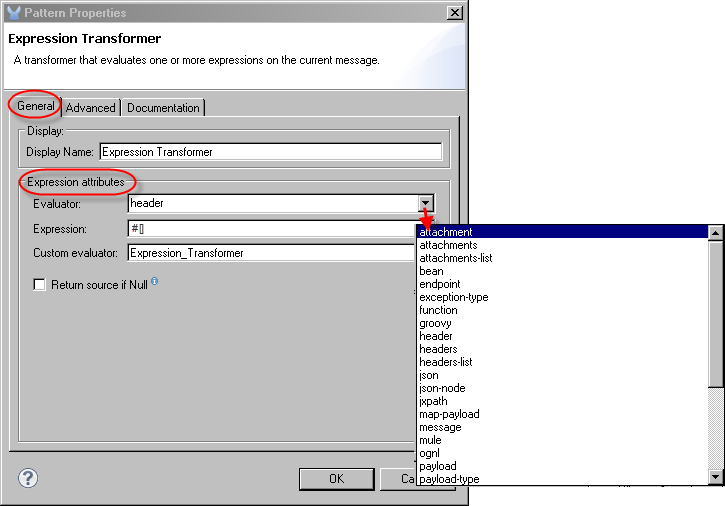 Pattern Properties
Expression Transformer
A transformer that evaluates one or more expressions on the current message.
General Advanced Documentation
Display:
Display Name: Expression Transformer
Expression attributes
Evaluator: header
Expression: #[]
Custom evaluator: Expression_Transformer
Return source if Null
attachment
attachments
attachments-list
bean
endpoint
exception-type
function
groovy
header
headers
headers-list
json
json-node
jxpath
map-payload
message
mule
ognl
payload
payload-type
OK Ca